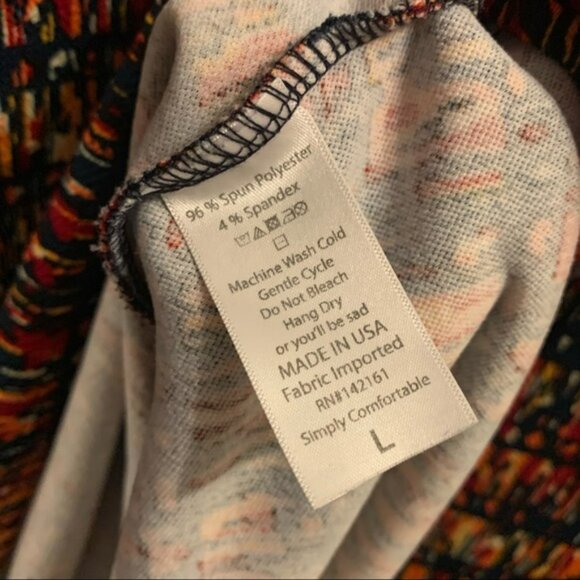 96 % Spun Polyester
4 % Spandex
Machine Wash Cold
Gentle Cycle
Do Not Bleach
Hang Dry
or you'll be sad
MADE IN USA
Fabric Imported
RN#142161
Simply Comfortable
L